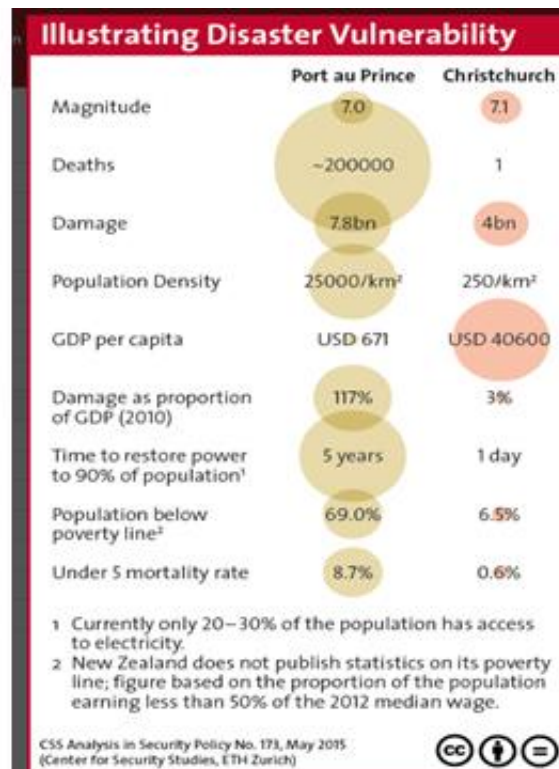 Illustrating Disaster Vulnerability
Port au Prince Christchurch
Magnitude 7.0 7.1
Deaths ~200000 1
Damage 7.8bn 4bn
Population Density 25000/km² 250/km²
GDP per capita USD 671 USD 40600
Damage as proportion
of GDP (2010) 117% 3%
Time to restore power
to 90% of population¹ 5 years 1 day
Population below
poverty line² 69.0% 6.5%
Under 5 mortality rate 8.7% 0.6%
1 Currently only 20–30% of the population has access
to electricity.
2 New Zealand does not publish statistics on its poverty
line; figure based on the proportion of the population
earning less than 50% of the 2012 median wage.
CSS Analysis in Security Policy No. 173, May 2015
(Center for Security Studies, ETH Zurich)
cc